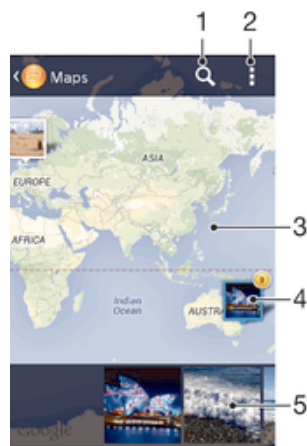 1 2
Maps
ASIA
EUROPE
3
AFRICA
4
Indian
Ocean
AUSTRA
5
Google